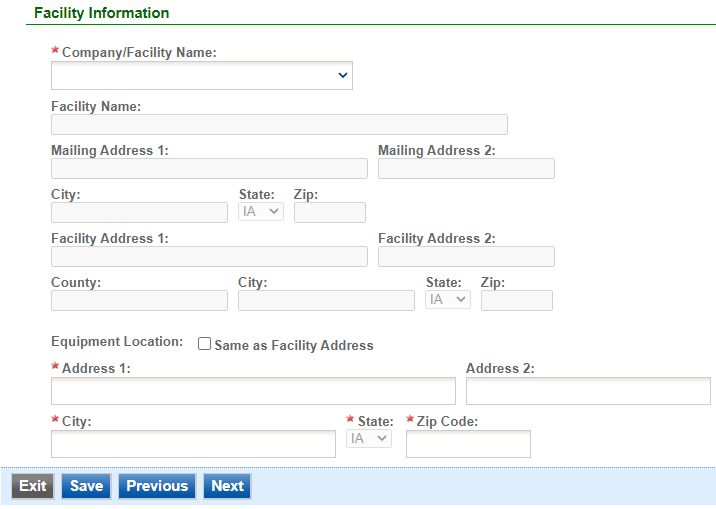 Facility Information
* Company/Facility Name:
Facility Name:
Mailing Address 1: Mailing Address 2:
City: State: Zip:
IA
Facility Address 1: Facility Address 2:
County: City: State: Zip:
IA
Equipment Location: Same as Facility Address
* Address 1: Address 2:
* City: * State: * Zip Code:
IA
Exit Save Previous Next